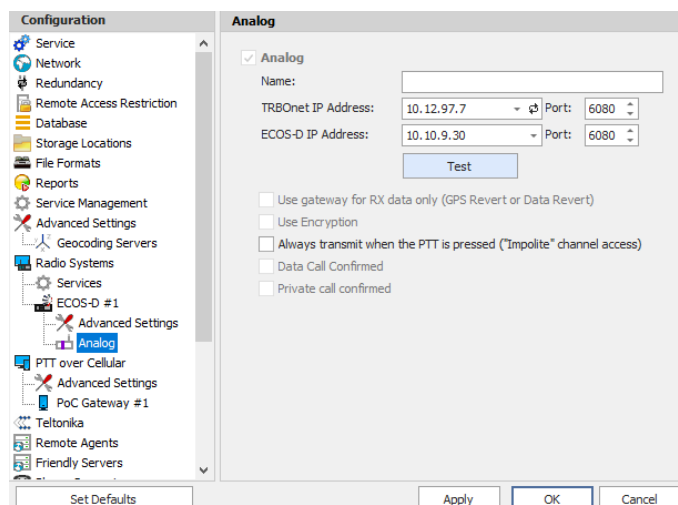 Configuration
Service
Network
Redundancy
Remote Access Restriction
Database
Storage Locations
File Formats
Reports
Service Management
Advanced Settings
Geocoding Servers
Radio Systems
Services
ECOS-D #1
Advanced Settings
Analog
PTT over Cellular
Advanced Settings
PoC Gateway #1
Teltonika
Remote Agents
Friendly Servers
Set Defaults
Analog
Analog
Name:
TRBOnet IP Address: 10.12.97.7 Port: 6080
ECOS-D IP Address: 10.10.9.30 Port: 6080
Test
Use gateway for RX data only (GPS Revert or Data Revert)
Use Encryption
Always transmit when the PTT is pressed ("Impolite" channel access)
Data Call Confirmed
Private call confirmed
Apply OK Cancel